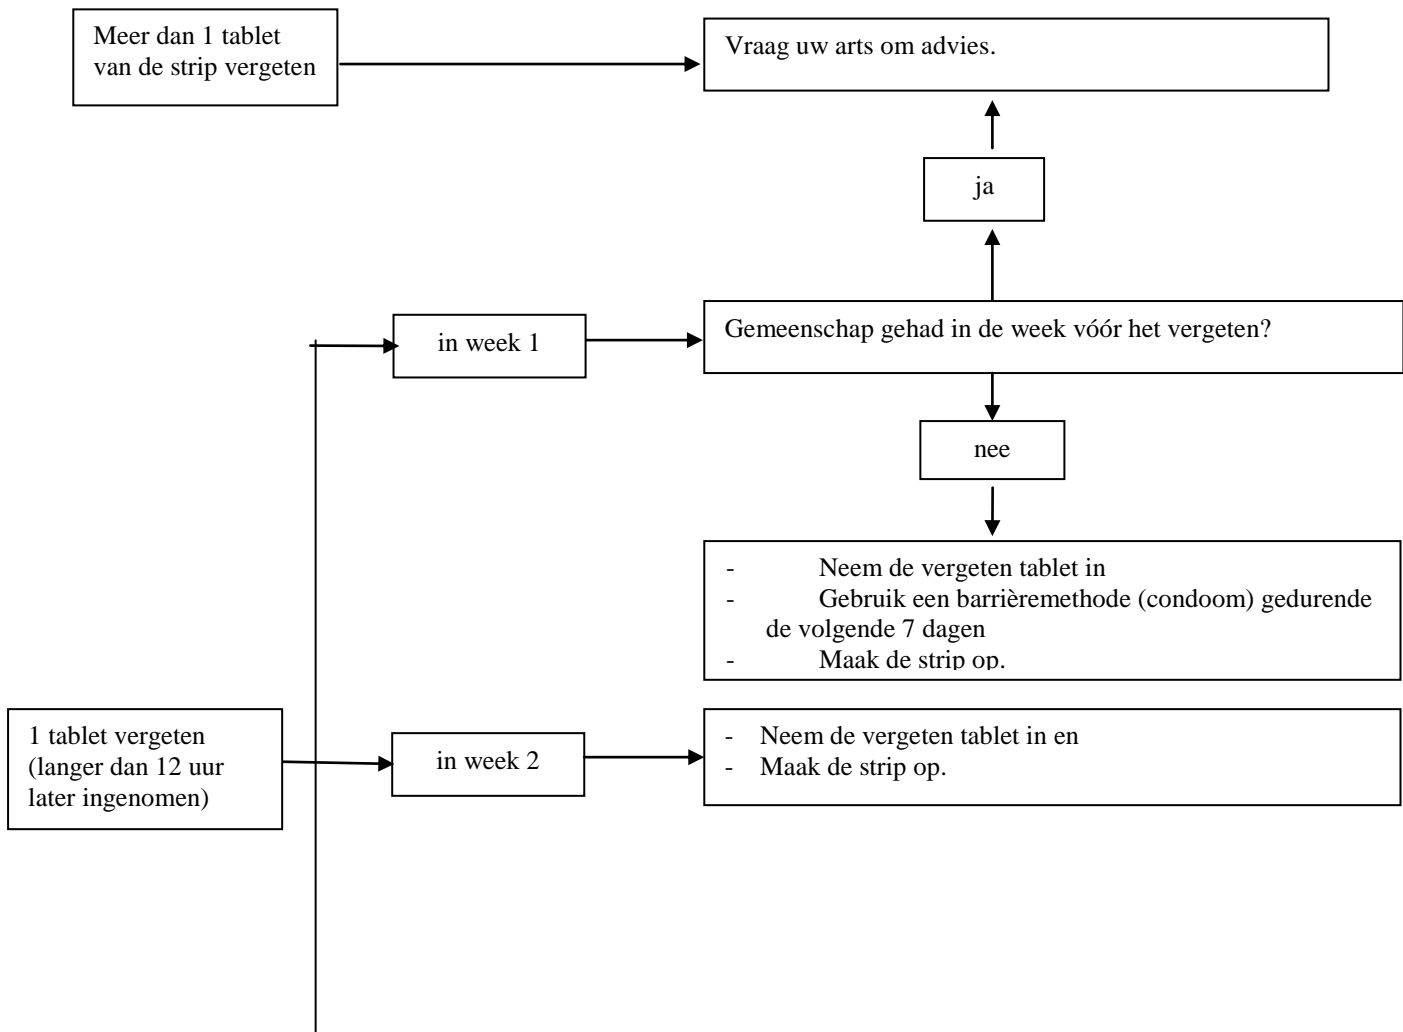 Meer dan 1 tablet
van de strip vergeten
Vraag uw arts om advies.
ja
in week 1
Gemeenschap gehad in de week vóór het vergeten?
nee
- Neem de vergeten tablet in
- Gebruik een barrièremethode (condoom) gedurende
de volgende 7 dagen
- Maak de strip op.
1 tablet vergeten
(langer dan 12 uur
later ingenomen)
in week 2
- Neem de vergeten tablet in en
- Maak de strip op.